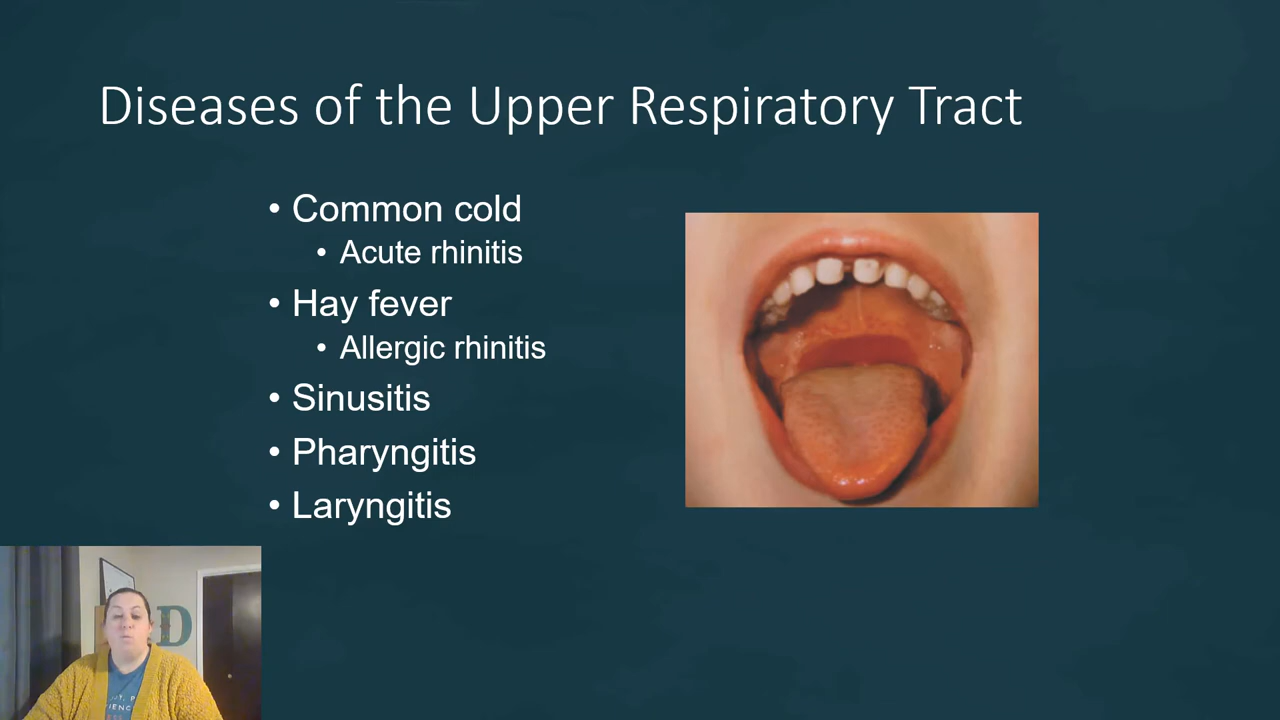 Diseases of the Upper Respiratory Tract
• Common cold
• Acute rhinitis
• Hay fever
• Allergic rhinitis
• Sinusitis
• Pharyngitis
• Laryngitis
D